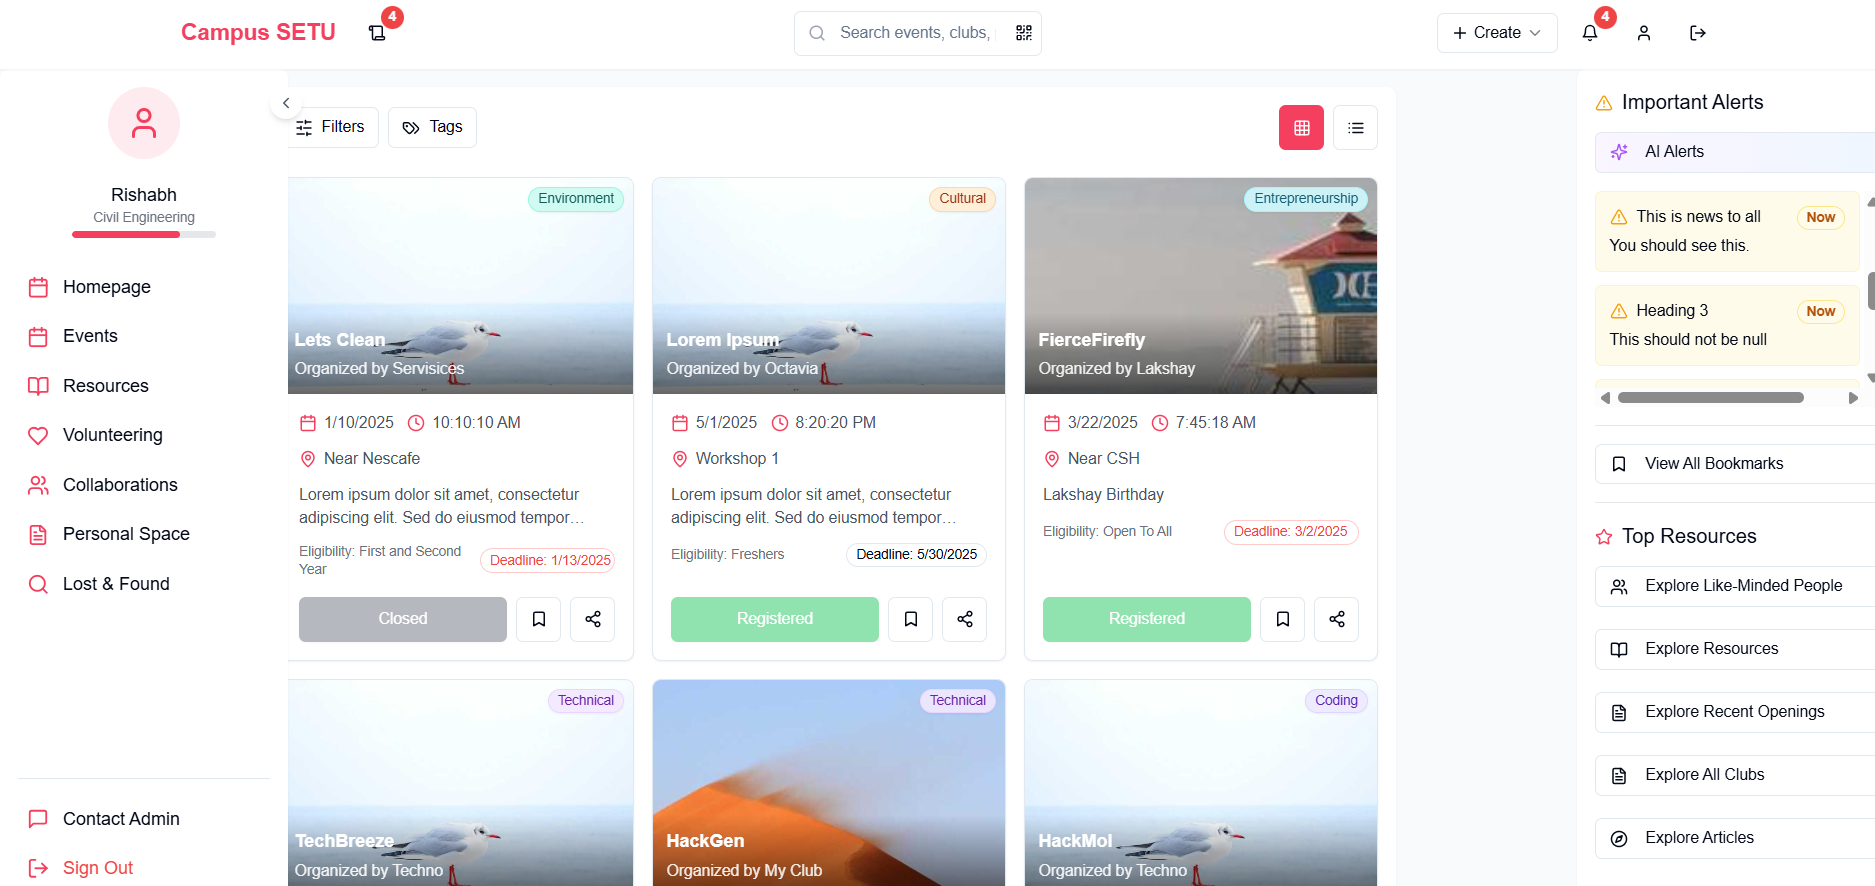 Campus SETU
4
Search events, clubs,
Create
4
Rishabh
Civil Engineering
Homepage
Events
Resources
Volunteering
Collaborations
Personal Space
Lost & Found
Contact Admin
Sign Out
Filters
Tags
Environment
Lets Clean
Organized by Servisices
1/10/2025 10:10:10 AM
Near Nescafe
Lorem ipsum dolor sit amet, consectetur
adipiscing elit. Sed do eiusmod tempor…
Eligibility: First and Second
Year
Deadline: 1/13/2025
Closed
Cultural
Lorem Ipsum
Organized by Octavia
5/1/2025 8:20:20 PM
Workshop 1
Lorem ipsum dolor sit amet, consectetur
adipiscing elit. Sed do eiusmod tempor…
Eligibility: Freshers
Deadline: 5/30/2025
Registered
Entrepreneurship
FierceFirefly
Organized by Lakshay
3/22/2025 7:45:18 AM
Near CSH
Lakshay Birthday
Eligibility: Open To All
Deadline: 3/2/2025
Registered
Technical
TechBreeze
Organized by Techno
Technical
HackGen
Organized by My Club
Coding
HackMol
Organized by Techno
Important Alerts
AI Alerts
This is news to all
Now
You should see this.
Heading 3
Now
This should not be null
View All Bookmarks
Top Resources
Explore Like-Minded People
Explore Resources
Explore Recent Openings
Explore All Clubs
Explore Articles